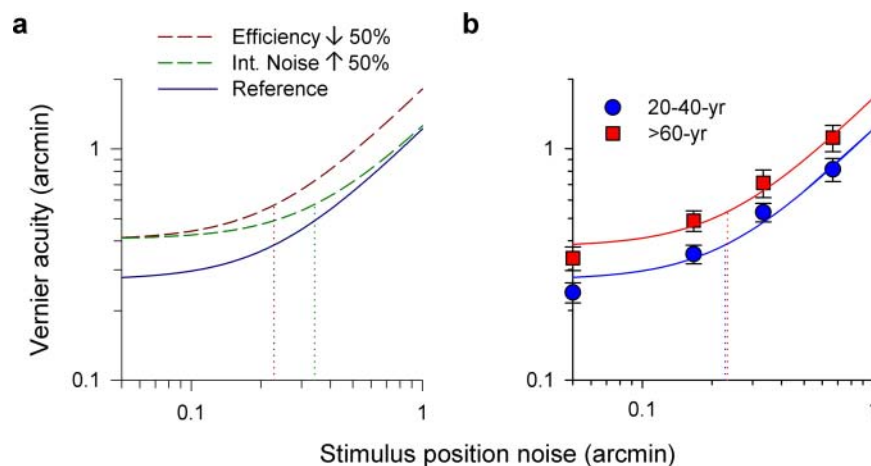 a
Efficiency ↓ 50%
Int. Noise ↑ 50%
Reference
Vernier acuity (arcmin)
1
0.1
0.1
1
b
20-40-yr
>60-yr
1
0.1
0.1
1
Stimulus position noise (arcmin)